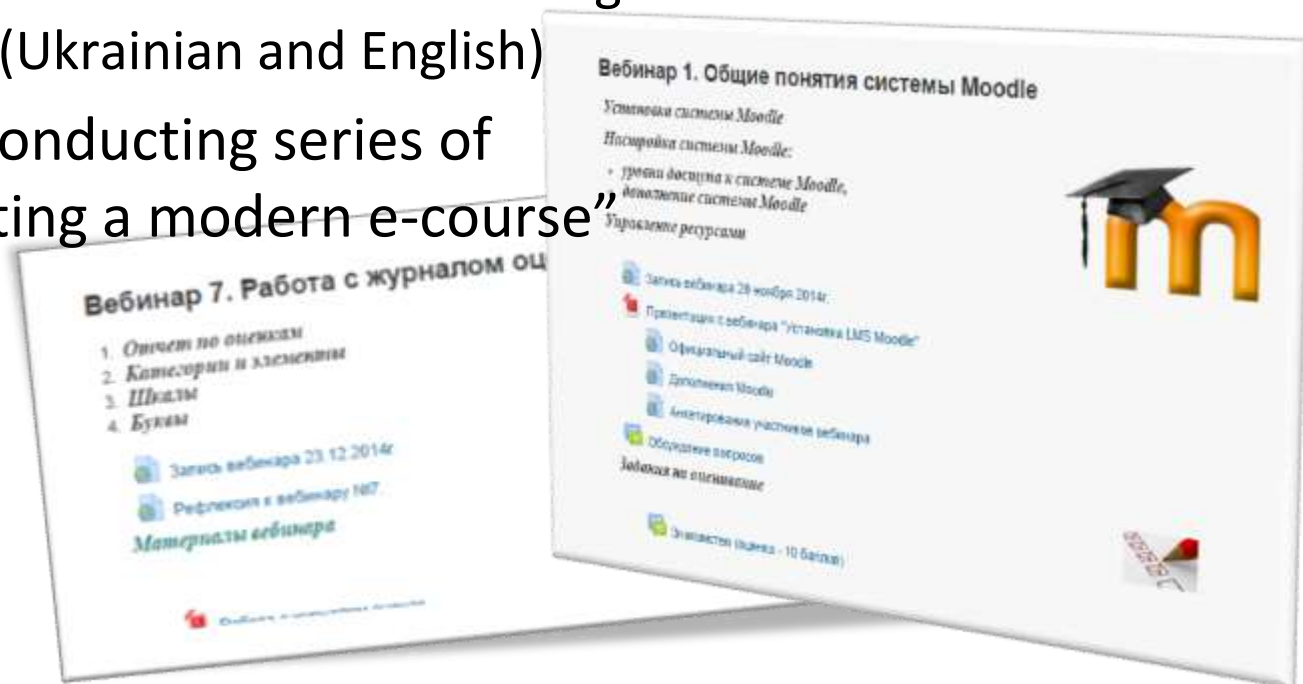 (Ukrainian and English)
onducting series of
ting a modern e-course”
Вебинар 1. Общие понятия системы Moodle
Установка системы Moodle
Настройка системы Moodle:
уровни доступа к системе Moodle,
дополнение системы Moodle
Управление ресурсами
Запись вебинара 28 ноября 2014г.
Презентация с вебинара "Установка LMS Moodle"
Официальный сайт Moodle
Дополнения Moodle
Анкетирование участников вебинара
Обсуждение вопросов
Задания на оценивание
Знакомство (оценка - 10 баллов)
Вебинар 7. Работа с журналом оц
1. Отчет по оценкам
2. Категории и элементы
3. Шкалы
4. Буквы
Запись вебинара 23.12.2014г.
Рефлексия к вебинару №7.
Материалы вебинара